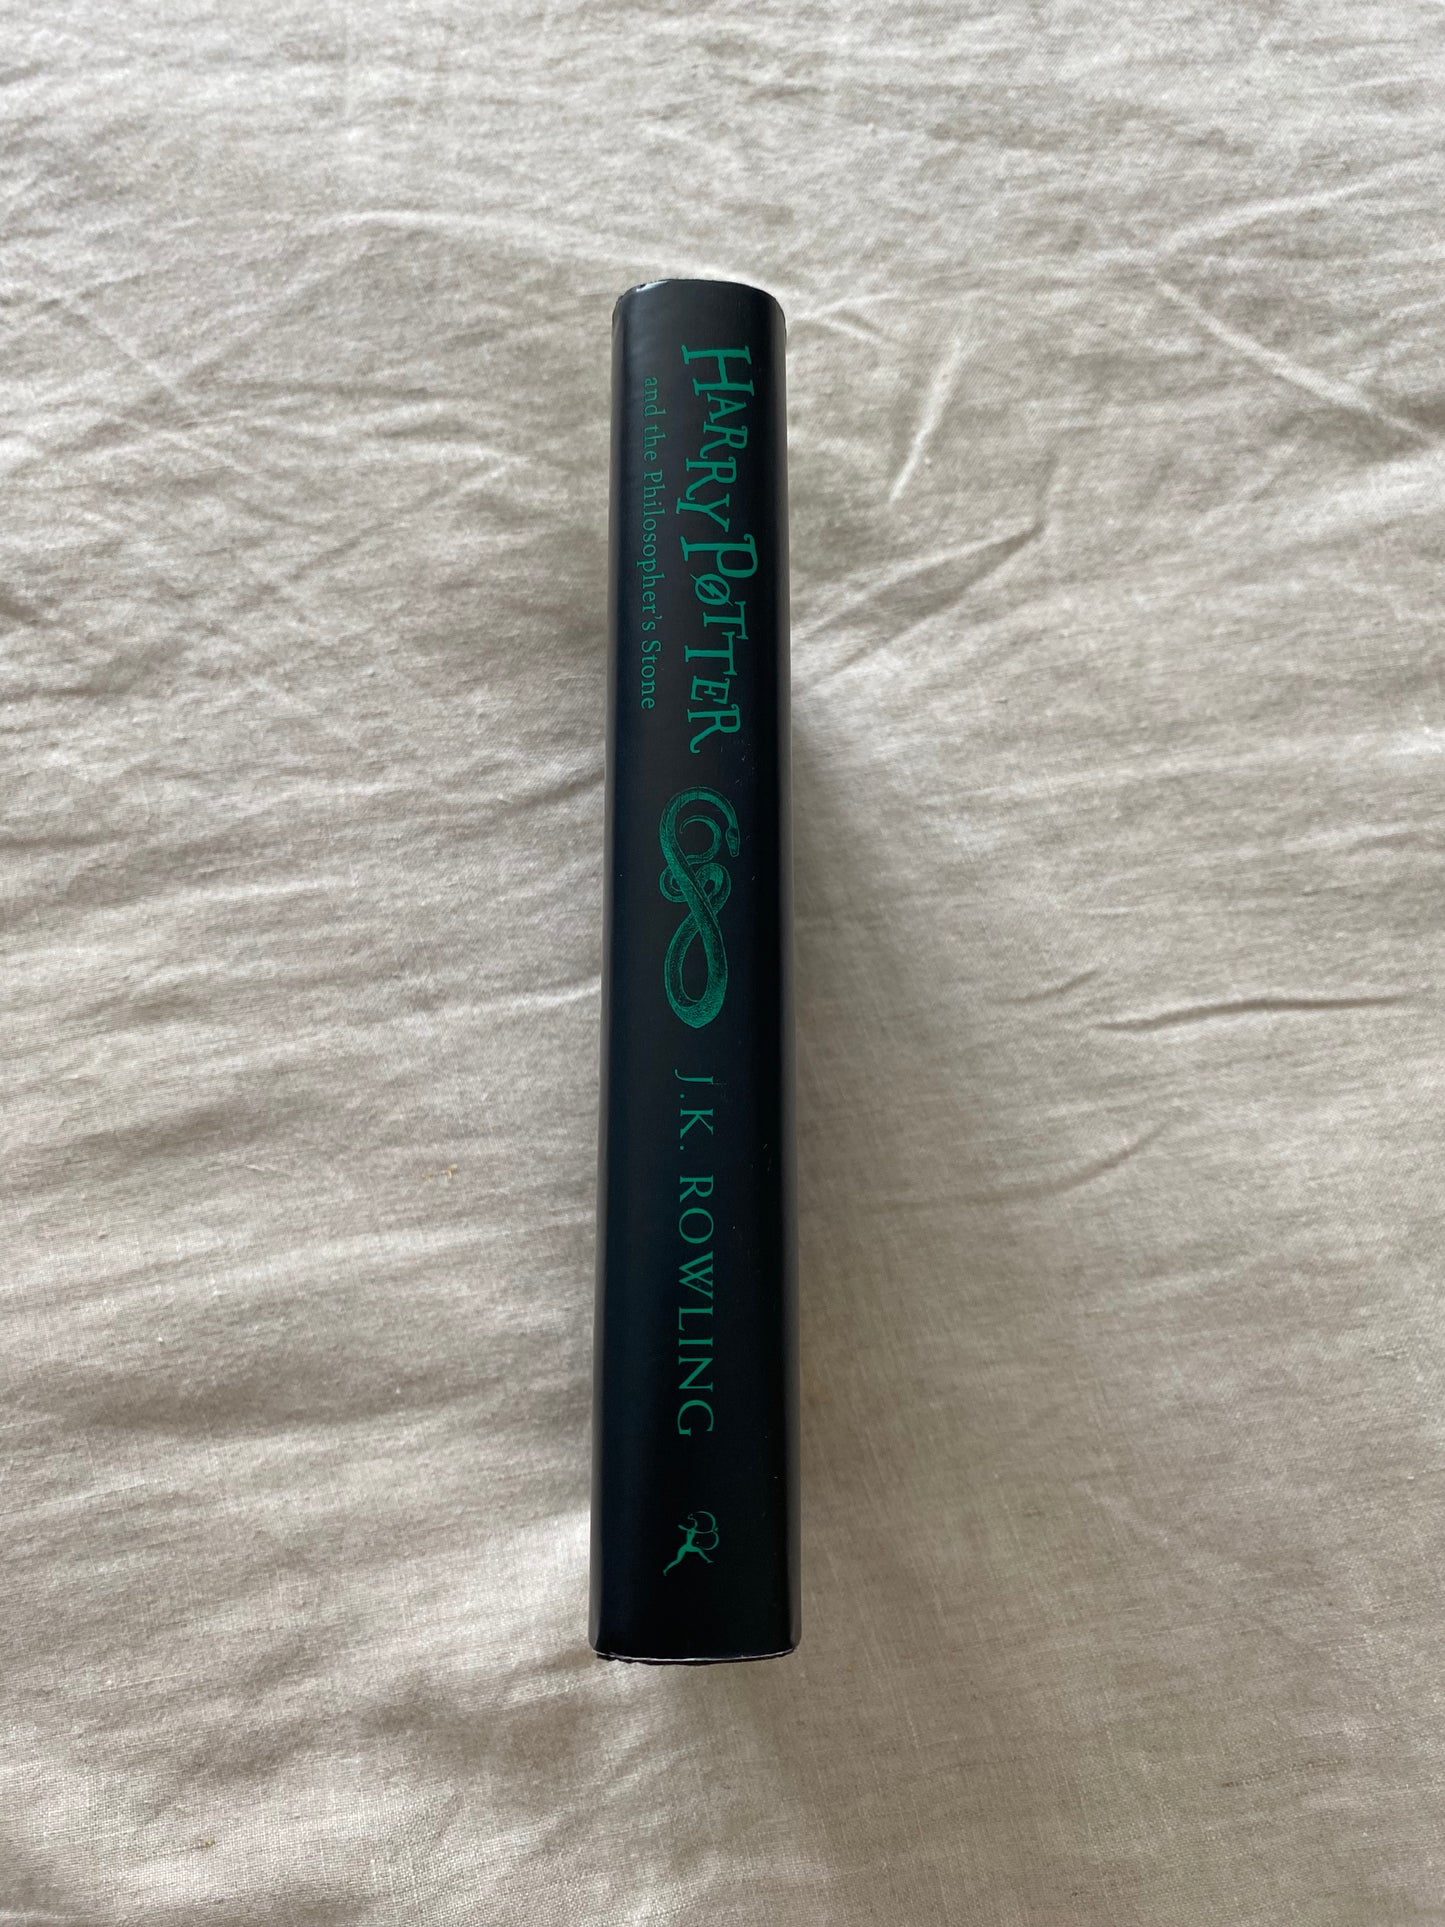 HARRY POTTER
and the Philosopher's Stone
J.K. ROWLING